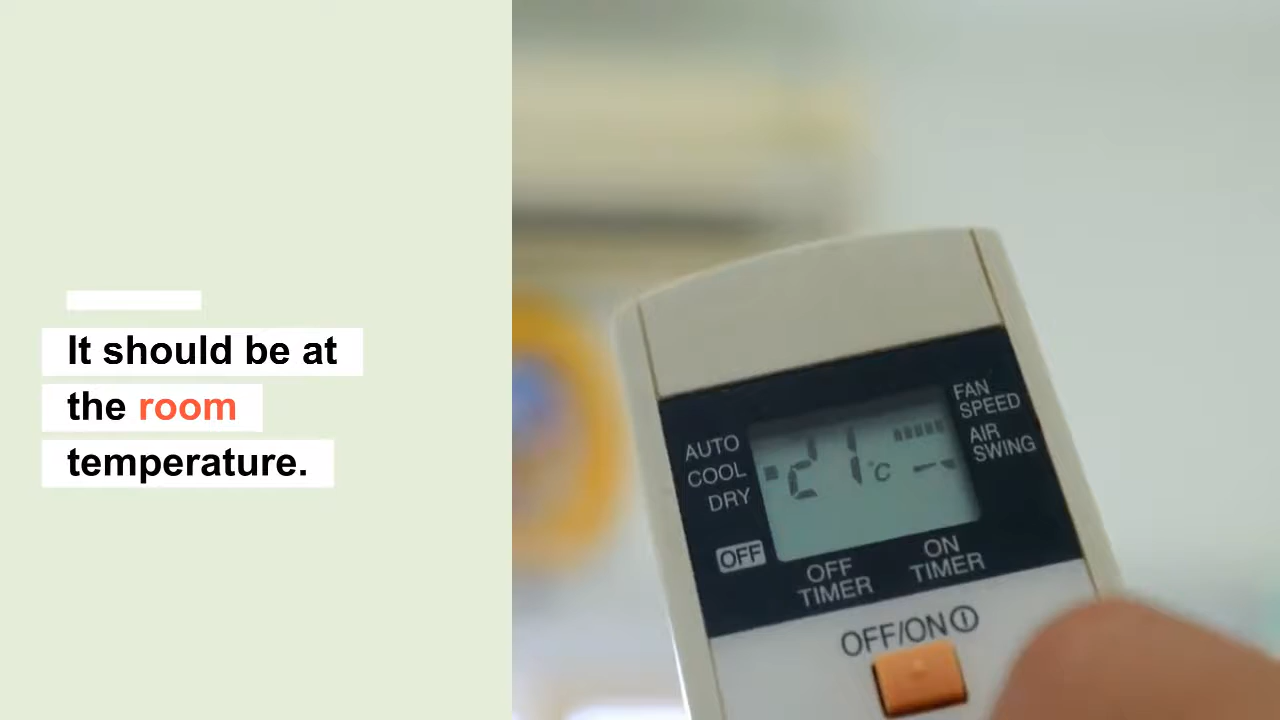 It should be at
the room
temperature.
FAN
SPEED
AIR
SWING
AUTO
COOL
DRY
21°C
OFF
OFF
TIMER
ON
TIMER
OFF/ON